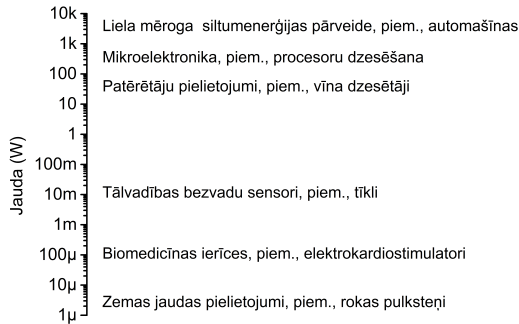 10k
Liela mēroga siltumenerģijas pārveide, piem., automašīnas
1k
Mikroelektronika, piem., procesoru dzesēšana
100
Patērētāju pielietojumi, piem., vīna dzesētāji
10
1
Jauda (W)
100m
10m
Tālvadības bezvadu sensori, piem., tīkli
1m
100µ
Biomedicīnas ierīces, piem., elektrokardiostimulatori
10µ
Zemas jaudas pielietojumi, piem., rokas pulksteņi
1µ